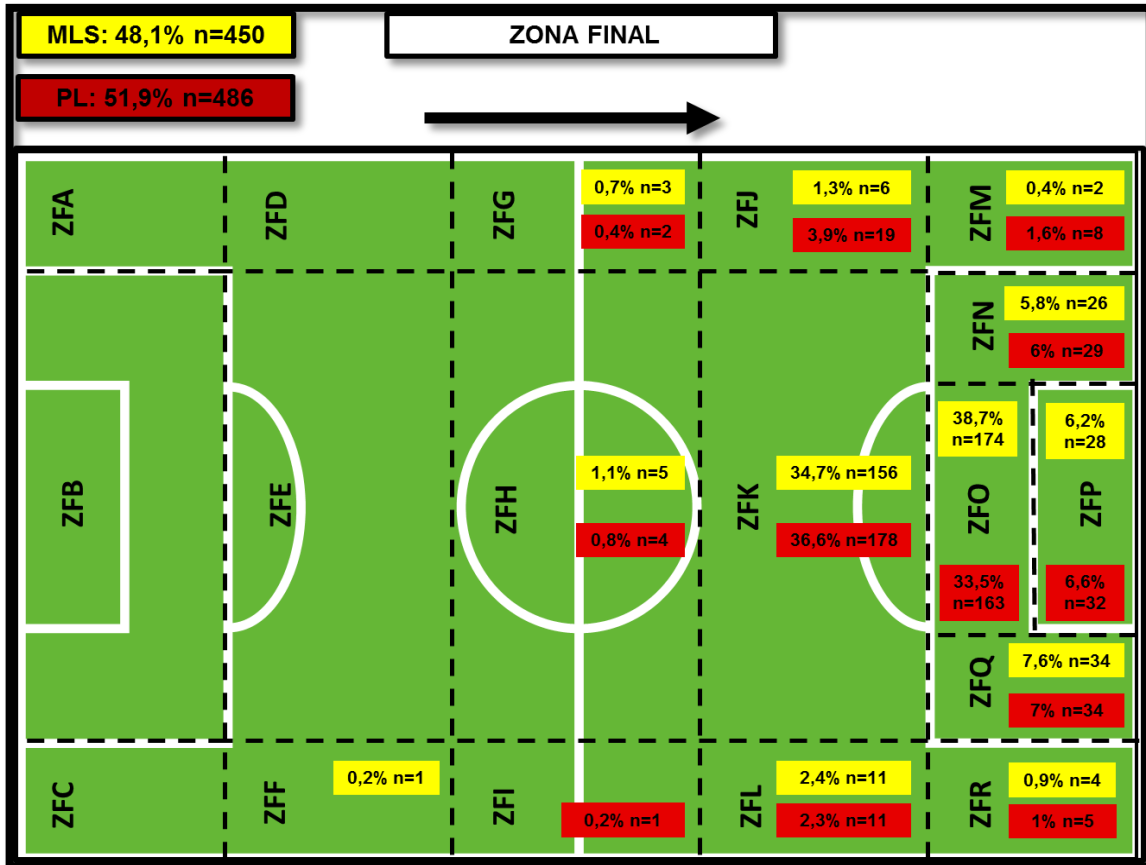 MLS: 48,1% n=450
ZONA FINAL
PL: 51,9% n=486
ZFA
ZFD
ZFG
0,7% n=3
0,4% n=2
ZFJ
1,3% n=6
3,9% n=19
ZFM
0,4% n=2
1,6% n=8
ZFN
5,8% n=26
6% n=29
ZFB
ZFE
ZFH
1,1% n=5
0,8% n=4
ZFK
34,7% n=156
36,6% n=178
38,7%
n=174
ZFO
33,5%
n=163
6,2%
n=28
ZFP
6,6%
n=32
ZFQ
7,6% n=34
7% n=34
ZFC
ZFF
0,2% n=1
ZFI
0,2% n=1
ZFL
2,4% n=11
2,3% n=11
ZFR
0,9% n=4
1% n=5